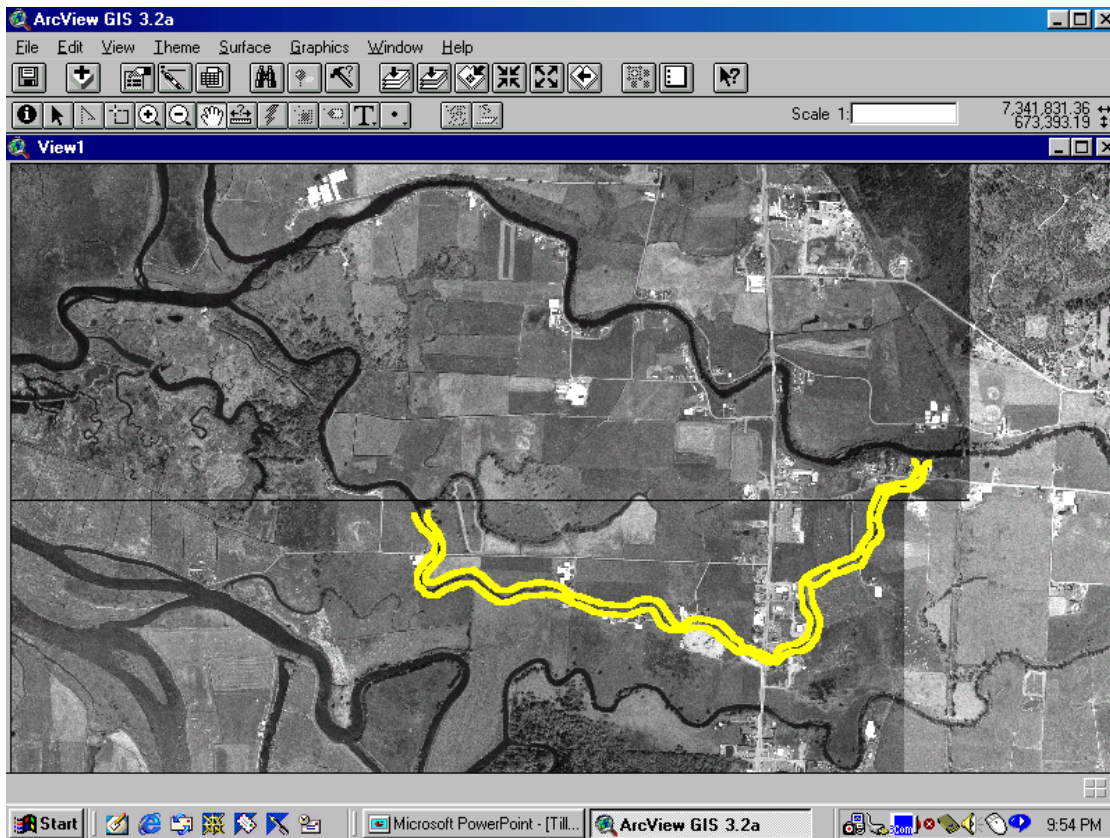 ArcView GIS 3.2a
File Edit View Theme Surface Graphics Window Help
T
Scale 1: 7,341,831.36
673,393.19
View1
Start Microsoft PowerPoint - [Till... ArcView GIS 3.2a com 9:54 PM